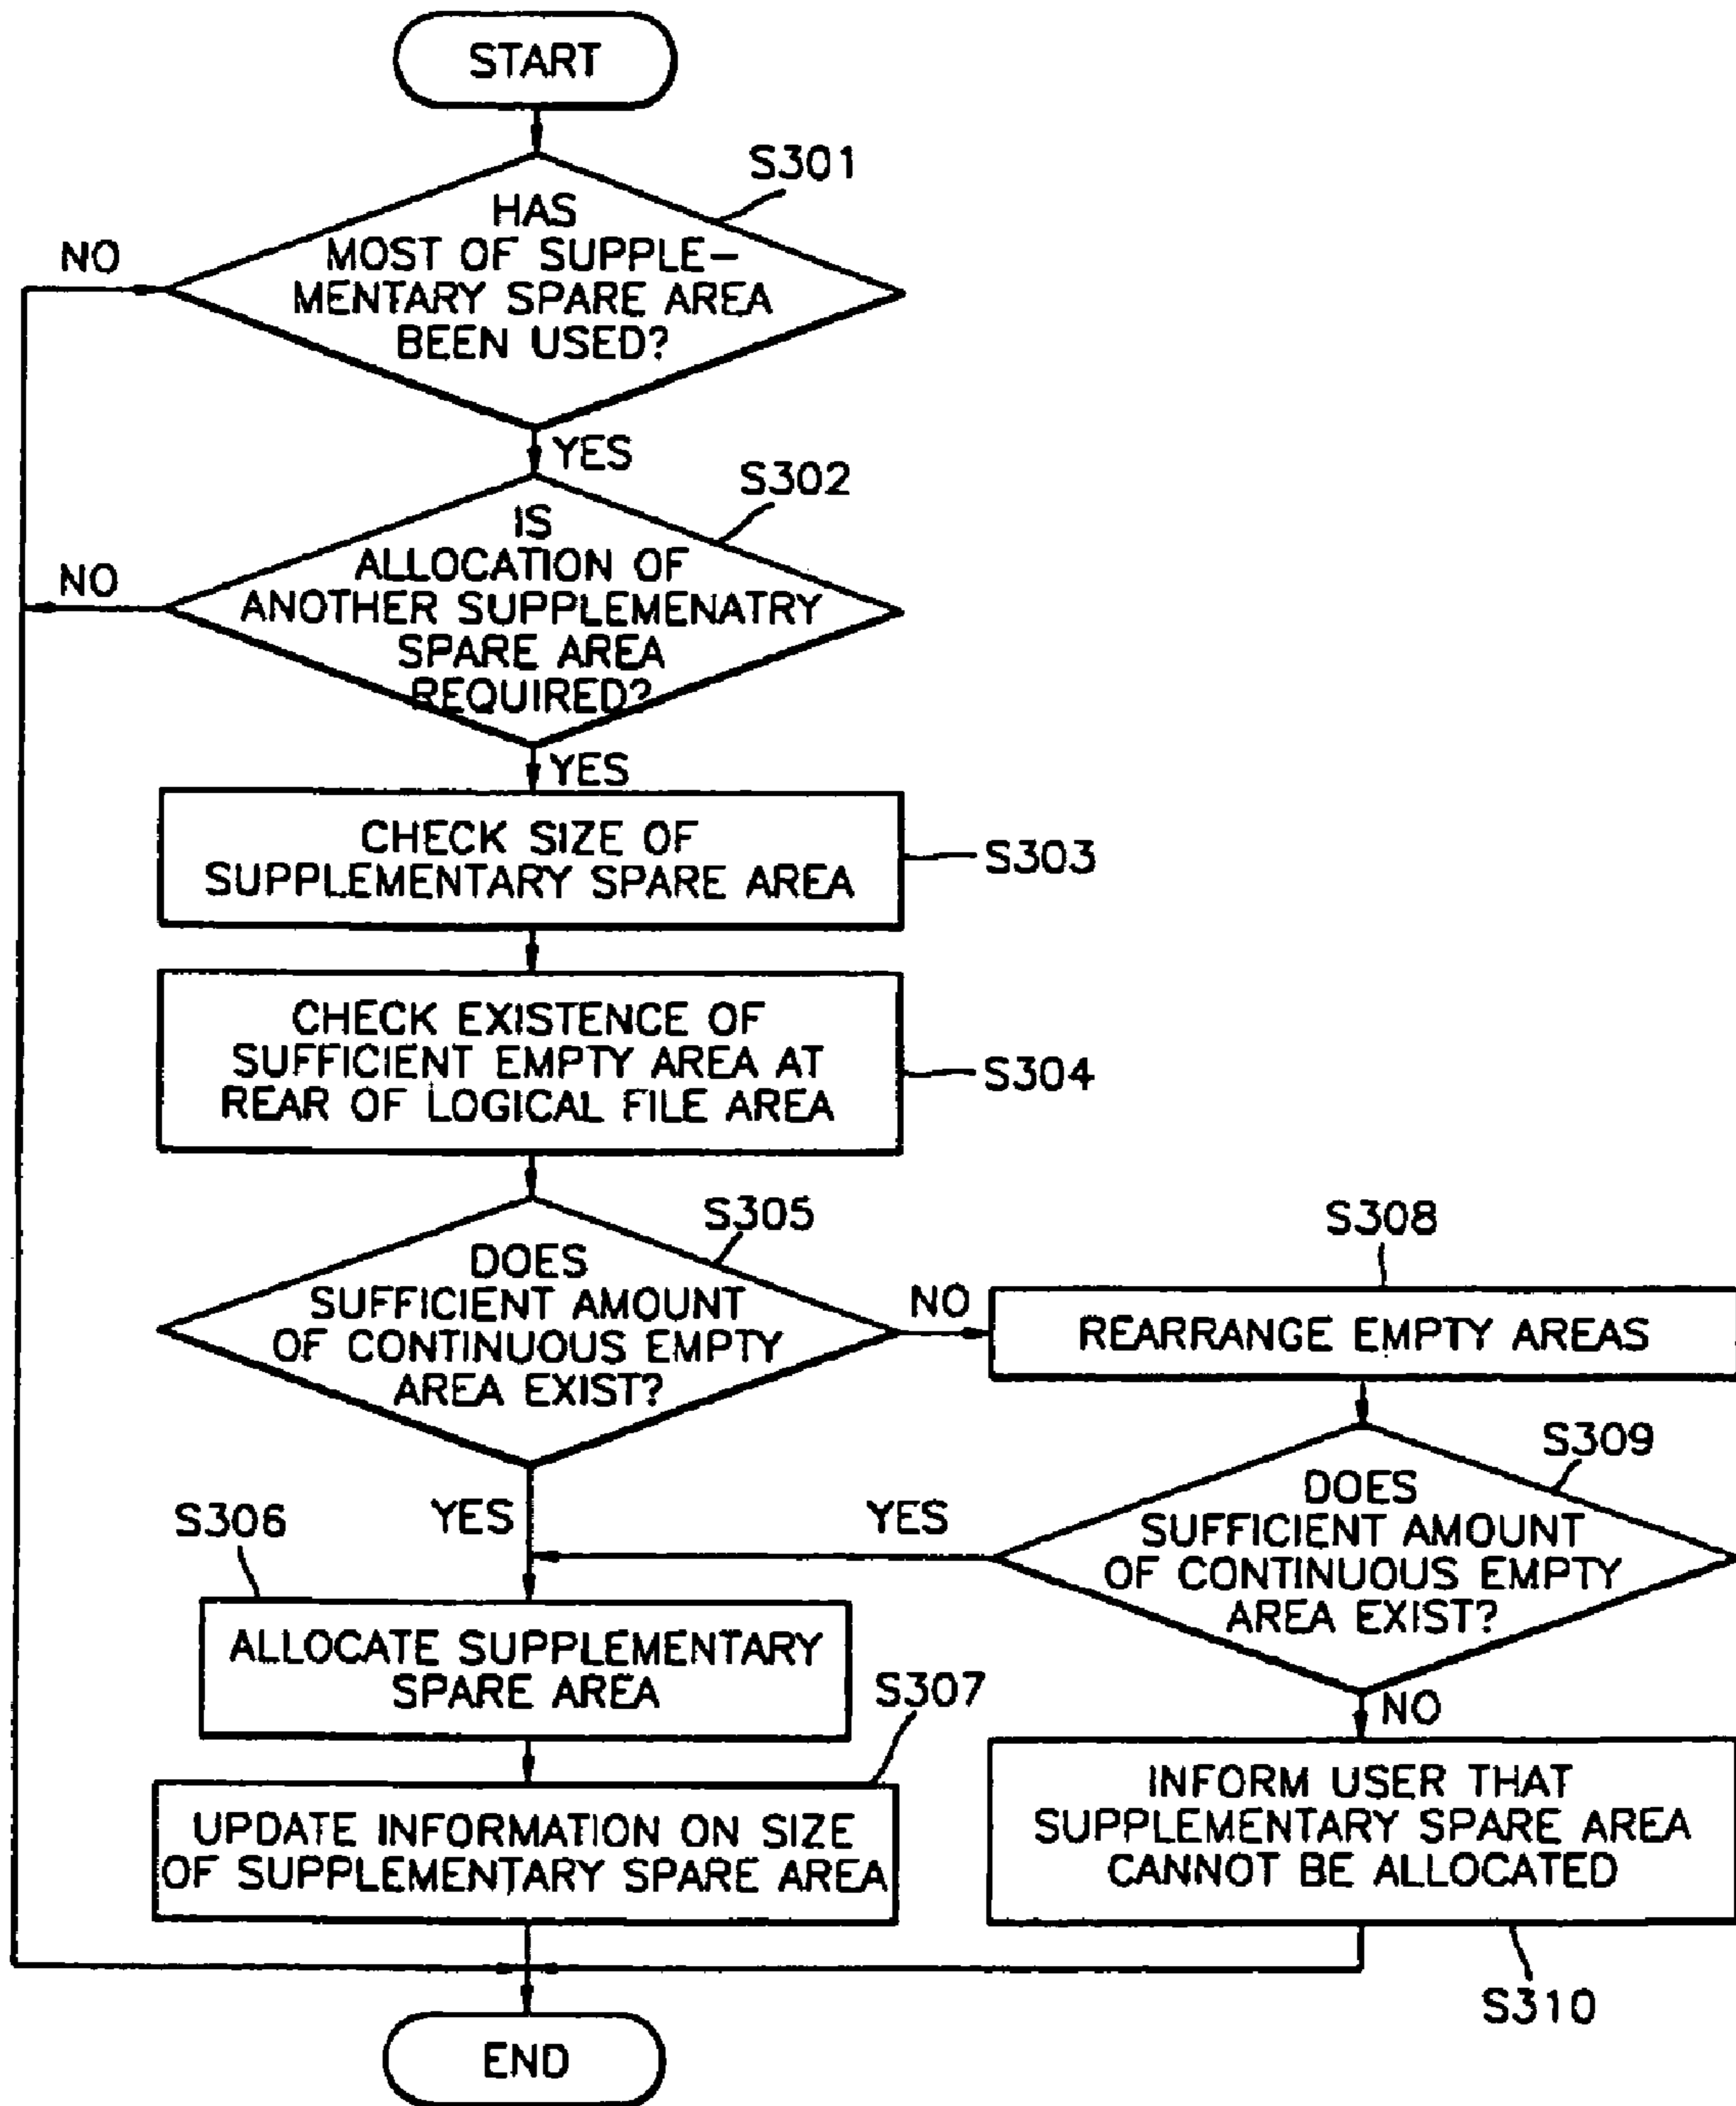 START
S301
HAS
MOST OF SUPPLE-
MENTARY SPARE AREA
BEEN USED?
NO
YES
S302
IS
ALLOCATION OF
ANOTHER SUPPLEMENATRY
SPARE AREA
REQUIRED?
NO
YES
CHECK SIZE OF
SUPPLEMENTARY SPARE AREA
S303
CHECK EXISTENCE OF
SUFFICIENT EMPTY AREA AT
REAR OF LOGICAL FILE AREA
S304
S305
DOES
SUFFICIENT AMOUNT
OF CONTINUOUS EMPTY
AREA EXIST?
NO
YES
S308
REARRANGE EMPTY AREAS
S309
DOES
SUFFICIENT AMOUNT
OF CONTINUOUS EMPTY
AREA EXIST?
YES
NO
S306
ALLOCATE SUPPLEMENTARY
SPARE AREA
S307
UPDATE INFORMATION ON SIZE
OF SUPPLEMENTARY SPARE AREA
INFORM USER THAT
SUPPLEMENTARY SPARE AREA
CANNOT BE ALLOCATED
S310
END